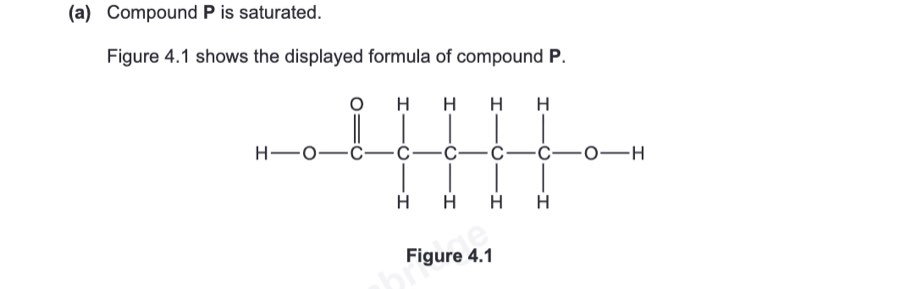 (a) Compound P is saturated.
Figure 4.1 shows the displayed formula of compound P.
O H H H H
H—O—C—C—C—C—C—O—H
H H H H
Figure 4.1